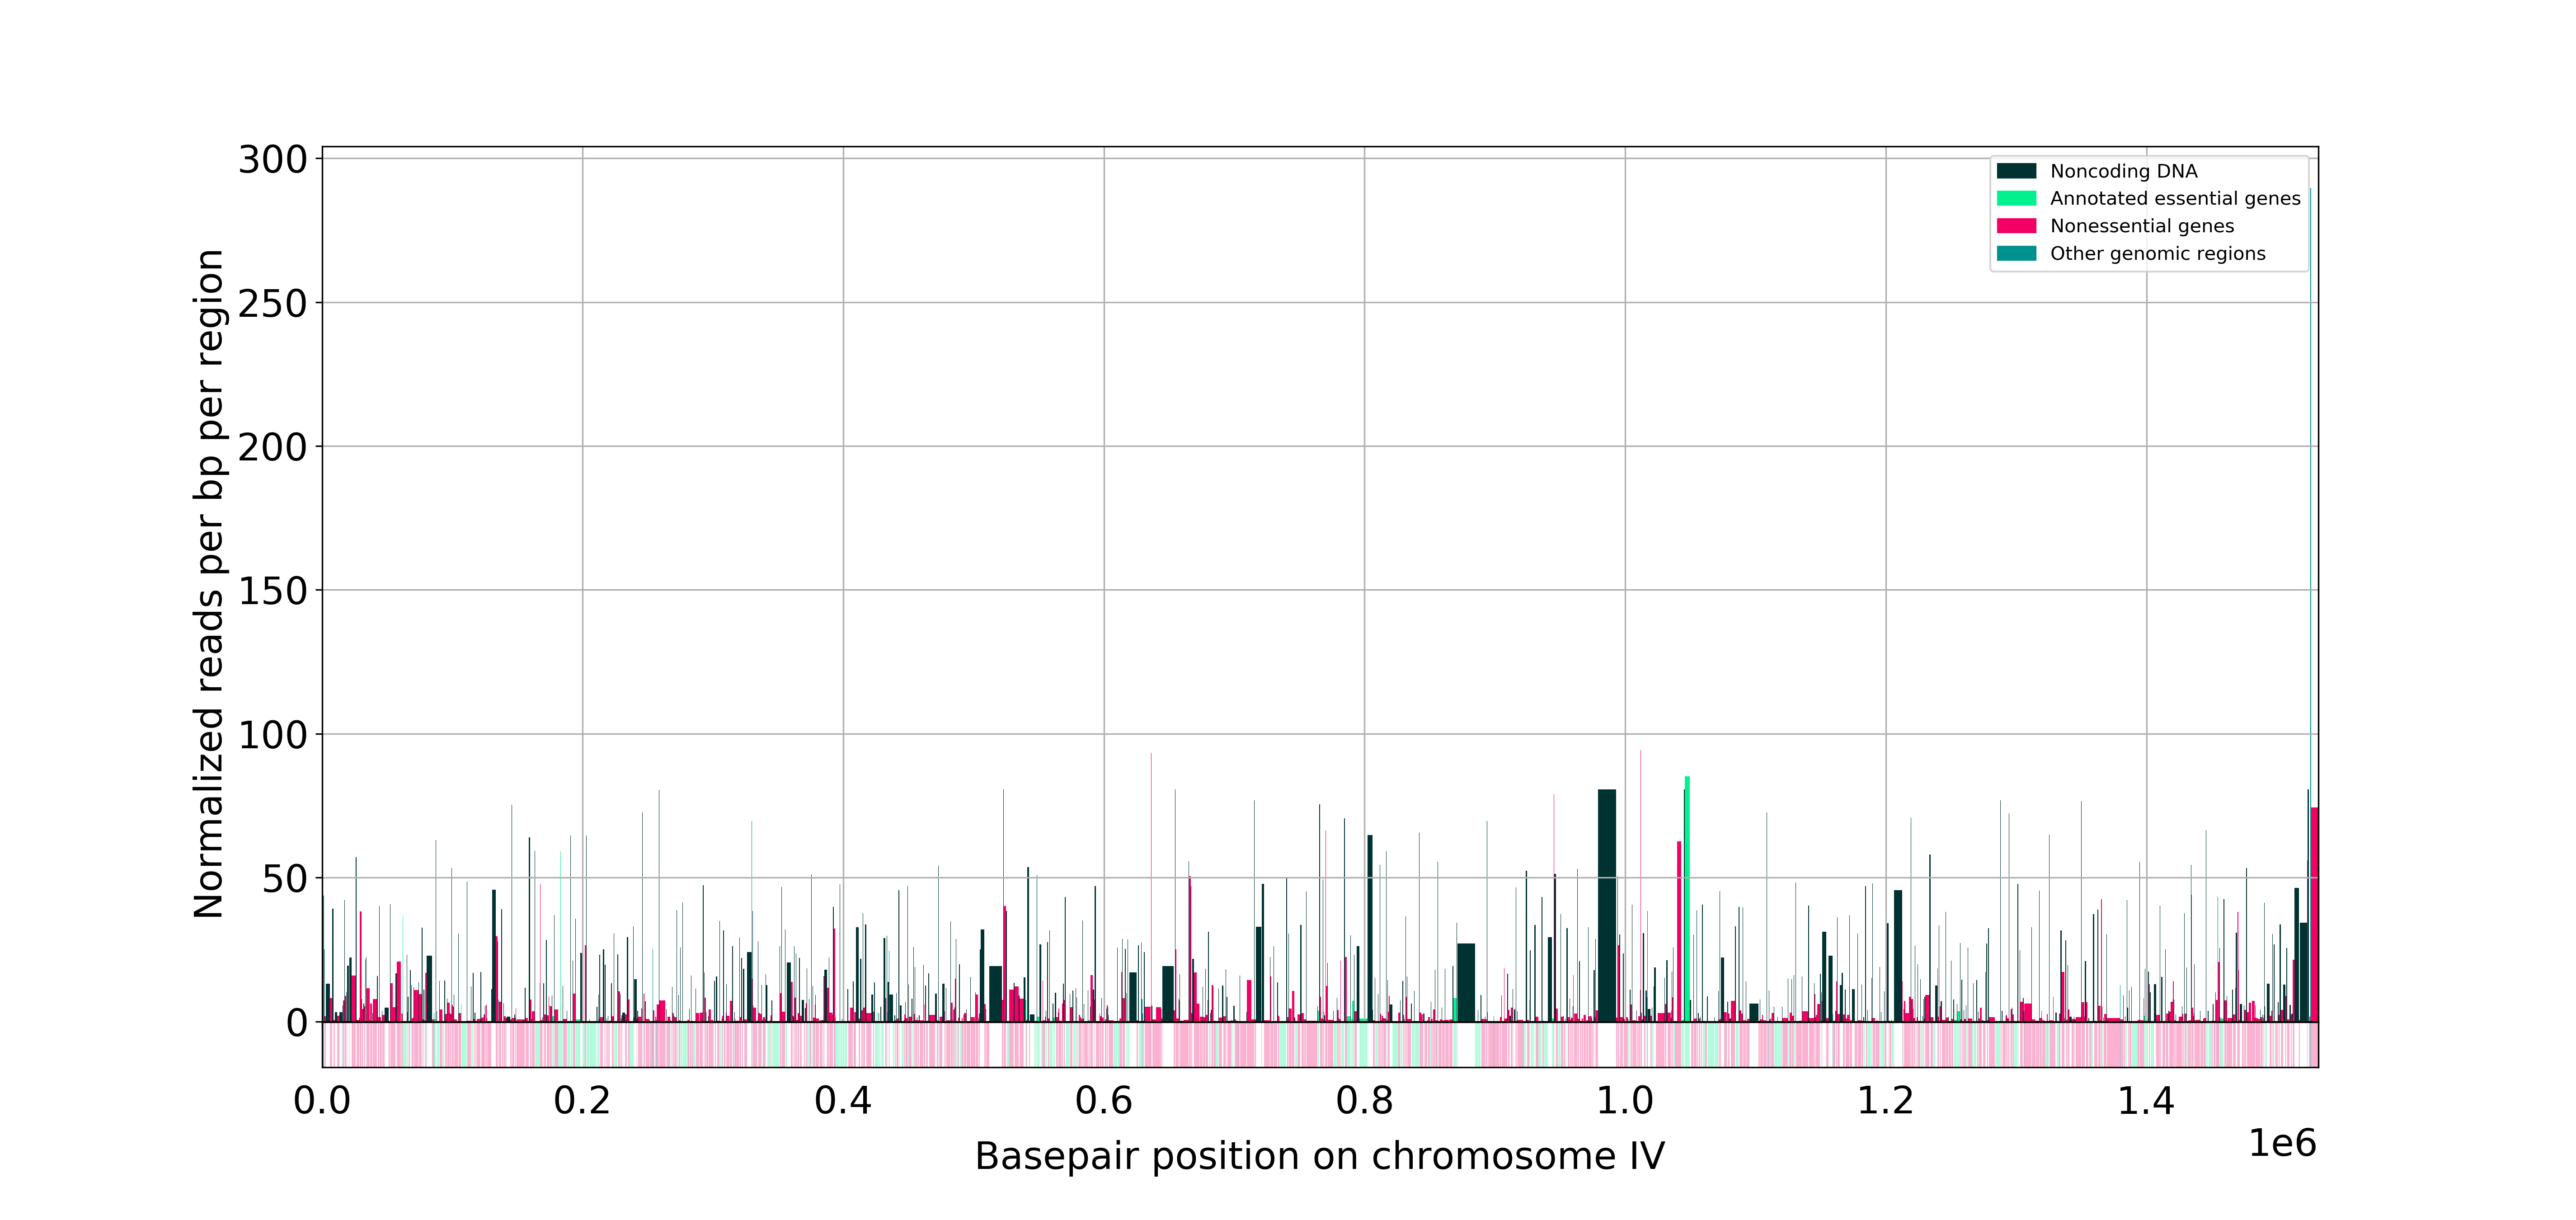 Normalized reads per bp per region
300
250
200
150
100
50
0
Noncoding DNA
Annotated essential genes
Nonessential genes
Other genomic regions
0.0 0.2 0.4 0.6 0.8 1.0 1.2 1.4
1e6
Basepair position on chromosome IV